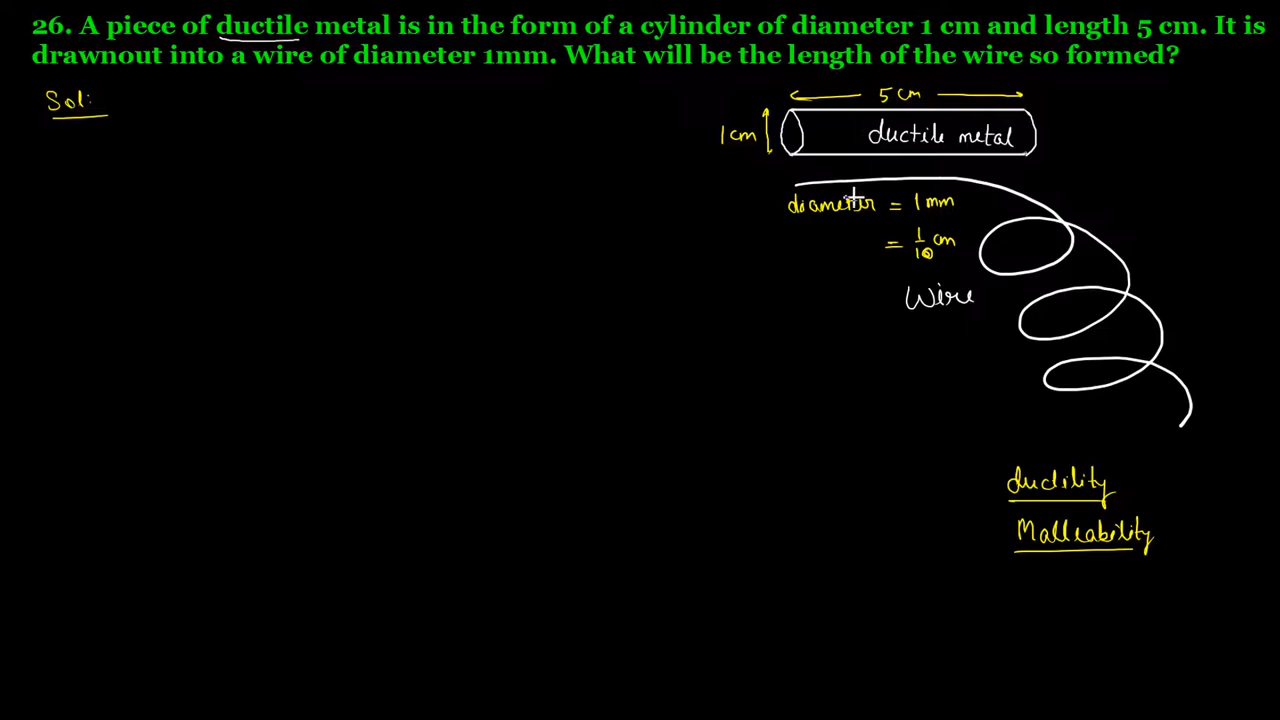 26. A piece of ductile metal is in the form of a cylinder of diameter 1 cm and length 5 cm. It is
drawnout into a wire of diameter 1mm. What will be the length of the wire so formed?
Sol:
5 cm
1 cm
ductile metal
diameter = 1 mm
= 1/10 cm
Wire
ductility
Malleability